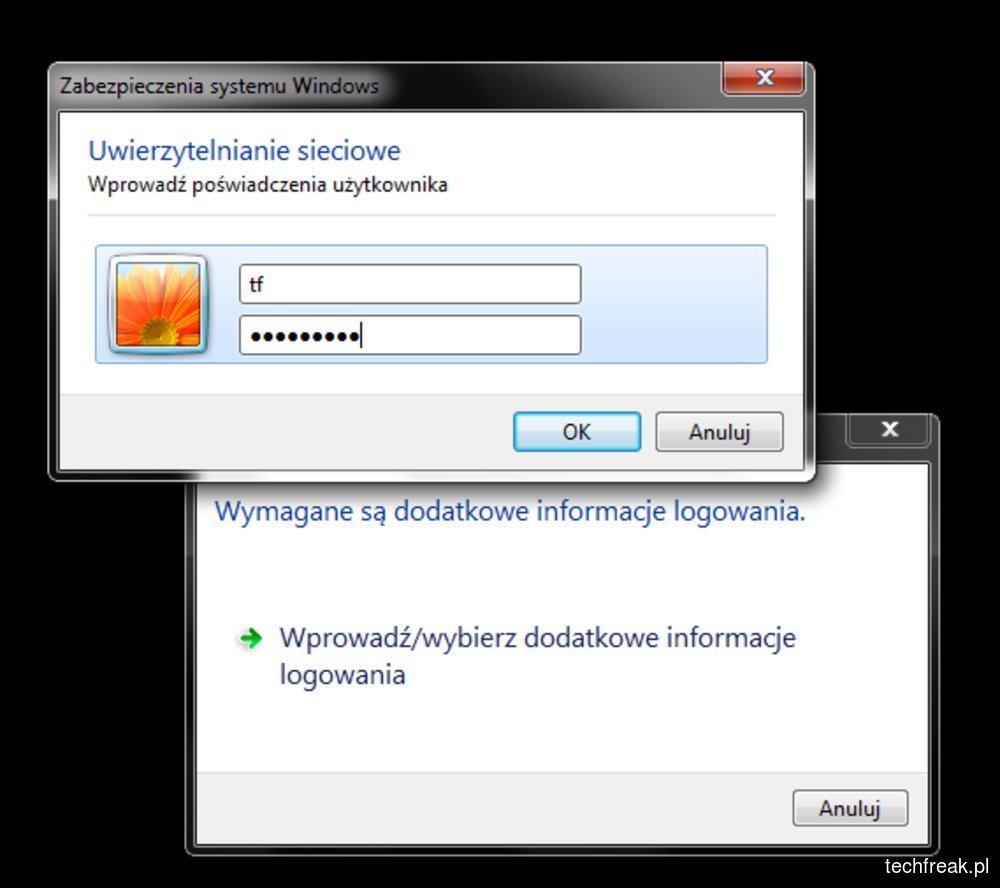 Zabezpieczenia systemu Windows
X
Uwierzytelnianie sieciowe
Wprowadź poświadczenia użytkownika
tf
●●●●●●●●●
OK
Anuluj
X
Wymagane są dodatkowe informacje logowania.
Wprowadź/wybierz dodatkowe informacje
logowania
Anuluj
techfreak.pl